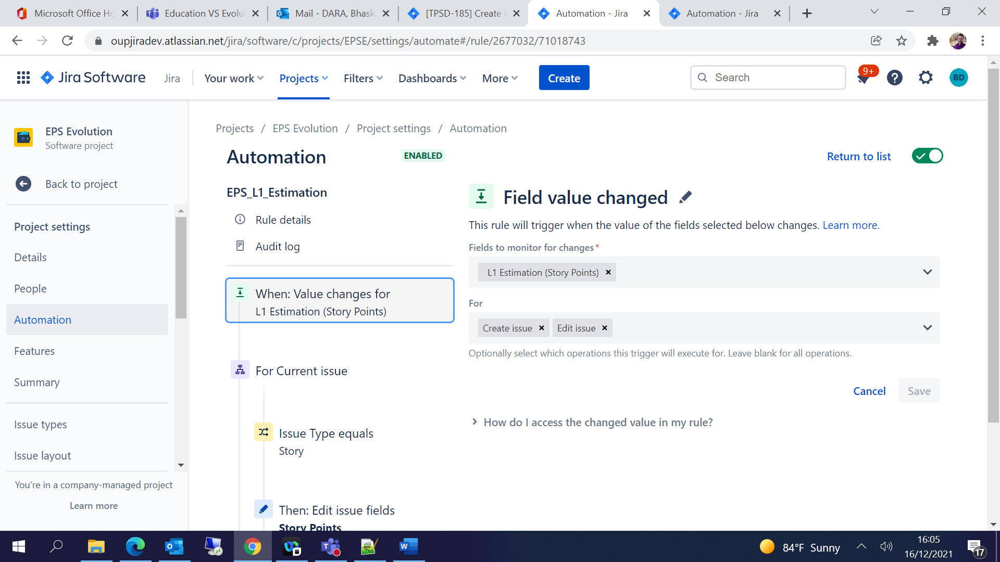 Microsoft Office Ho
Education VS Evolu
Mail - DARA, Bhask
[TPSD-185] Create
Automation - Jira
Automation - Jira
oupjiradev.atlassian.net/jira/software/c/projects/EPSE/settings/automate#/rule/2677032/71018743
Jira Software
Jira
Your work
Projects
Filters
Dashboards
More
Create
Search
9+
BD
EPS Evolution
Software project
Back to project
Project settings
Details
People
Automation
Features
Summary
Issue types
Issue layout
You're in a company-managed project
Learn more
Projects / EPS Evolution / Project settings / Automation
Automation
ENABLED
Return to list
EPS_L1_Estimation
Rule details
Audit log
When: Value changes for
L1 Estimation (Story Points)
For Current issue
Issue Type equals
Story
Then: Edit issue fields
Story Points
Field value changed
This rule will trigger when the value of the fields selected below changes. Learn more.
Fields to monitor for changes*
L1 Estimation (Story Points)
For
Create issue
Edit issue
Optionally select which operations this trigger will execute for. Leave blank for all operations.
Cancel
Save
How do I access the changed value in my rule?
84°F Sunny
16:05
16/12/2021
17